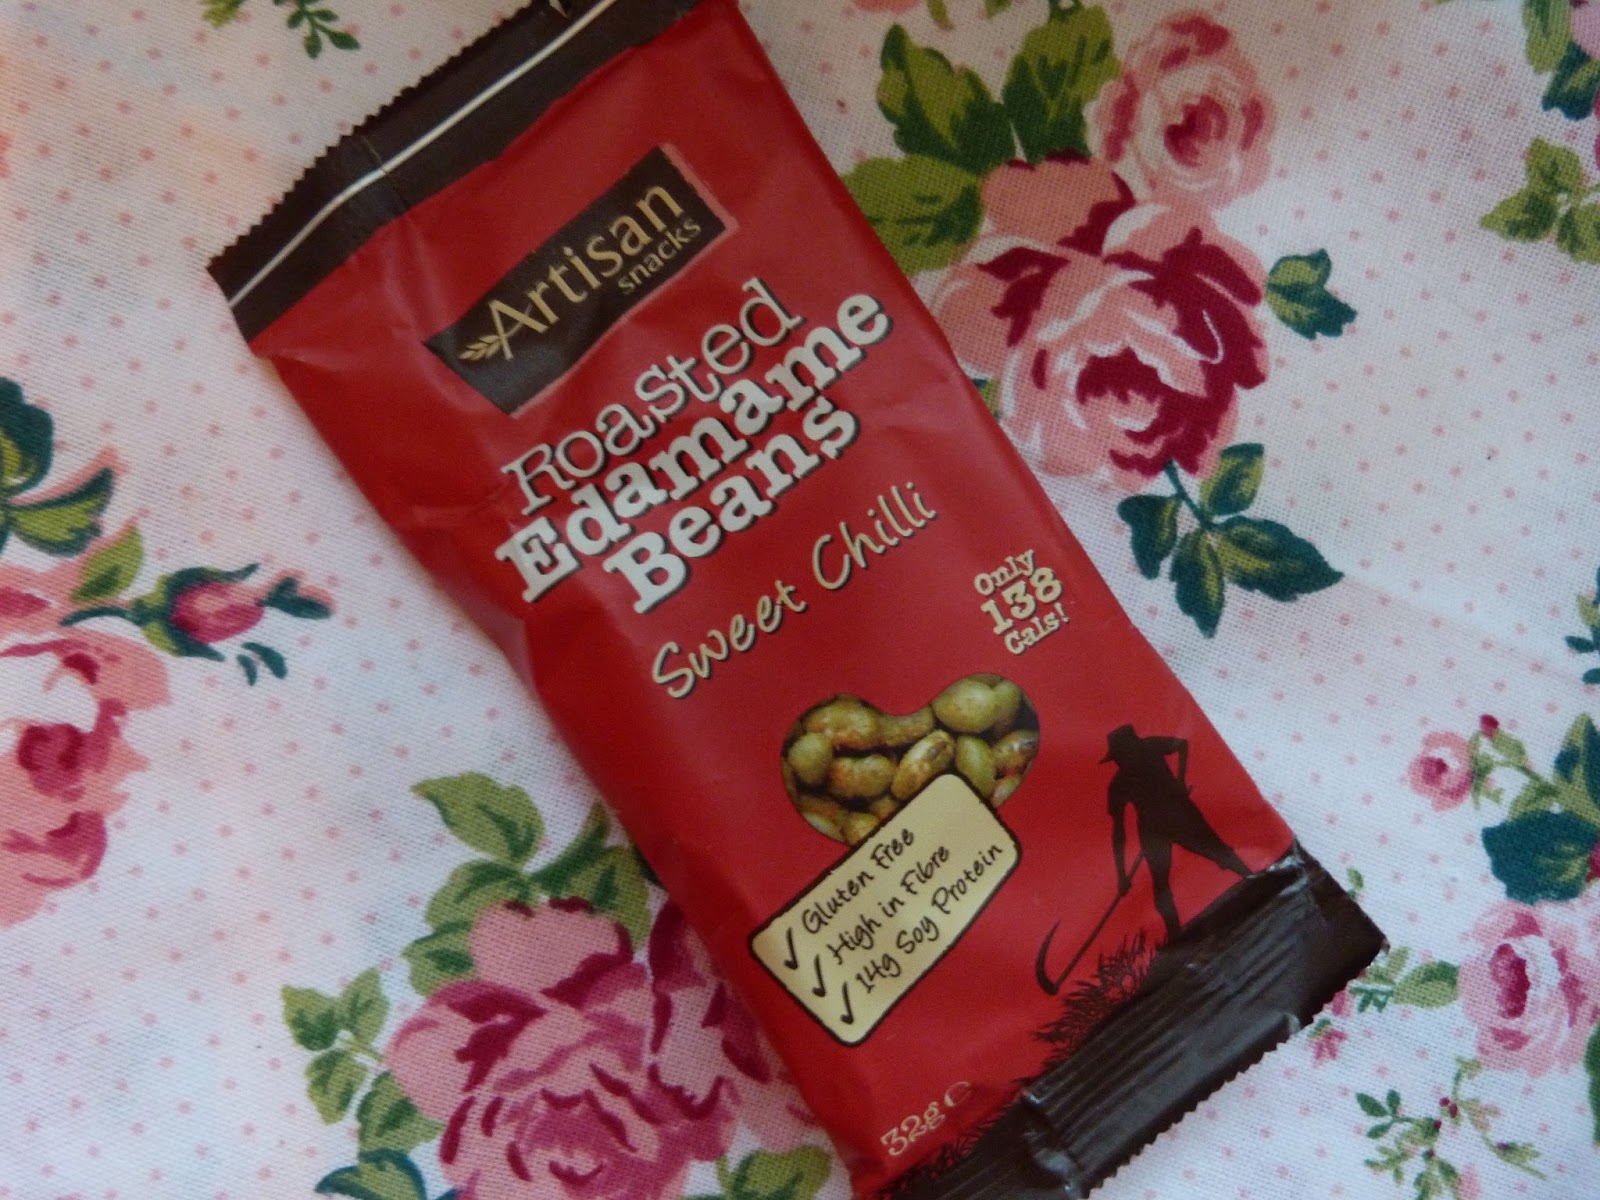 Artisan
snacks
Roasted
Edamame
Beans
Sweet Chilli
Only
138
Cals!
✓ Gluten Free
✓ High in Fibre
✓ 14g Soy Protein
32g e